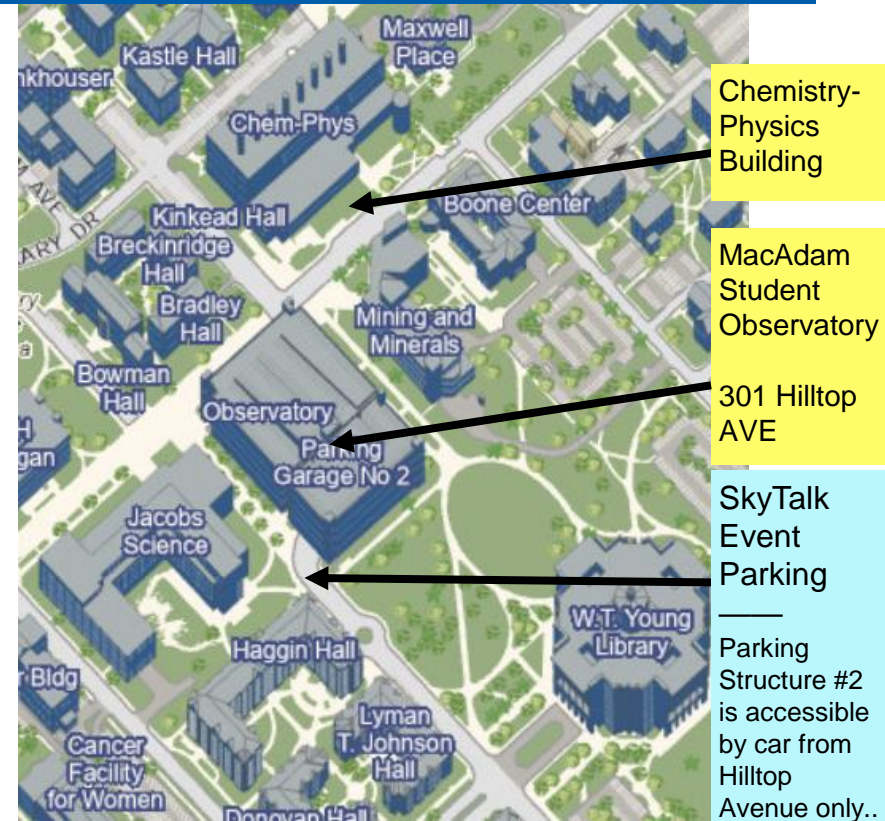 Maxwell
Place
Kastle Hall
nkhouser
Chem-Phys
Kinkead Hall
Boone Center
ARY DR
AVE
Breckinridge
Hall
Bradley
Hall
Mining and
Minerals
Bowman
Hall
Observatory
Parking
Garage No 2
gan
Jacobs
Science
W.T. Young
Library
Haggin Hall
r Bldg
Lyman
T. Johnson
Hall
Cancer
Facility
for Women
Donovan Hall
Chemistry-
Physics
Building
MacAdam
Student
Observatory
301 Hilltop
AVE
SkyTalk
Event
Parking
Parking
Structure #2
is accessible
by car from
Hilltop
Avenue only..